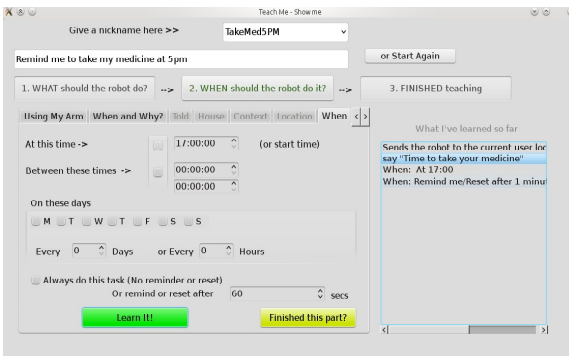 Teach Me - Show me
Give a nickname here >>
TakeMed5PM
Remind me to take my medicine at 5pm
or Start Again
1. WHAT should the robot do?
-->
2. WHEN should the robot do it?
-->
3. FINISHED teaching
Using My Arm
When and Why?
Told
House
Context
Location
When
At this time ->
17:00:00
(or start time)
Between these times ->
00:00:00
00:00:00
On these days
M T W T F S S
Every 0 Days or Every 0 Hours
Always do this task (No reminder or reset)
Or remind or reset after 60 secs
Learn It!
Finished this part?
What I've learned so far
Sends the robot to the current user loc
say "Time to take your medicine"
When: At 17:00
When: Remind me/Reset after 1 minut